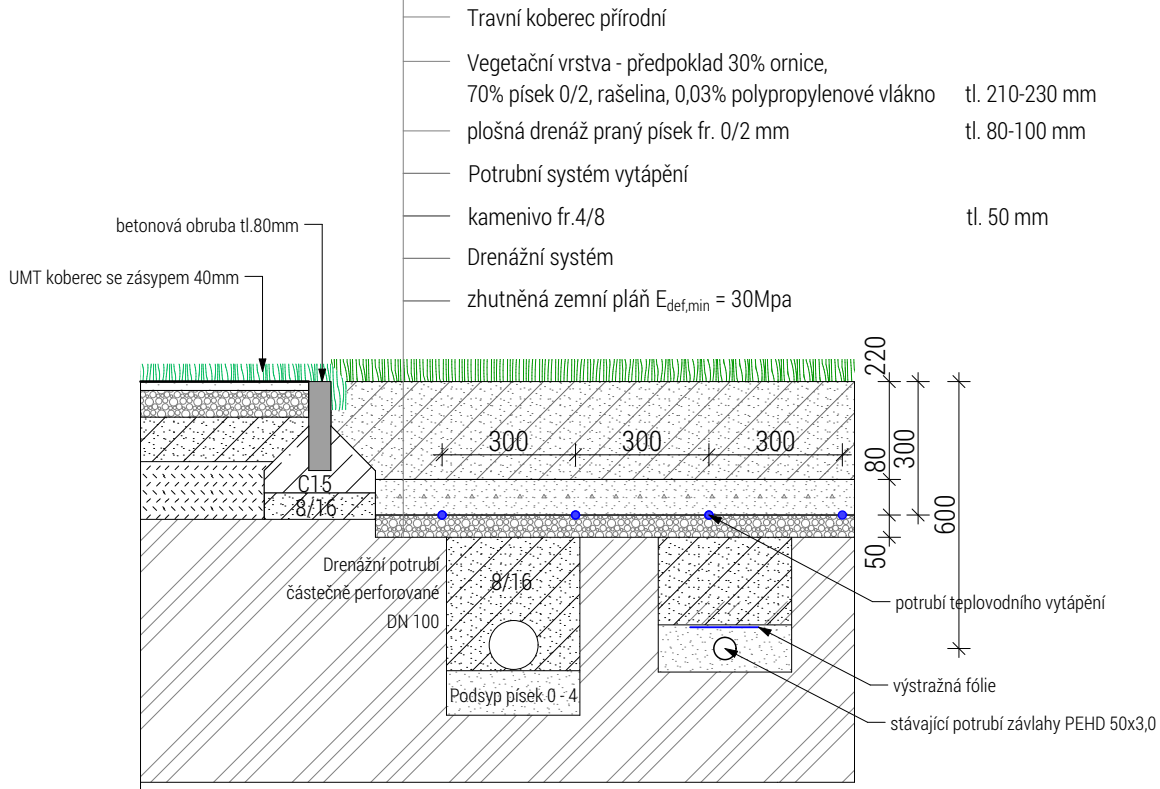 Travní koberec přírodní
Vegetační vrstva - předpoklad 30% ornice,
70% písek 0/2, rašelina, 0,03% polypropylenové vlákno tl. 210-230 mm
plošná drenáž praný písek fr. 0/2 mm tl. 80-100 mm
Potrubní systém vytápění
kamenivo fr.4/8 tl. 50 mm
Drenážní systém
zhutněná zemní pláň Edef,min = 30Mpa
betonová obruba tl.80mm
UMT koberec se zásypem 40mm
220
300
300
300
80
300
600
50
C15
8/16
Drenážní potrubí
částečně perforované
DN 100
8/16
Podsyp písek 0 - 4
potrubí teplovodního vytápění
výstražná fólie
stávající potrubí závlahy PEHD 50x3,0